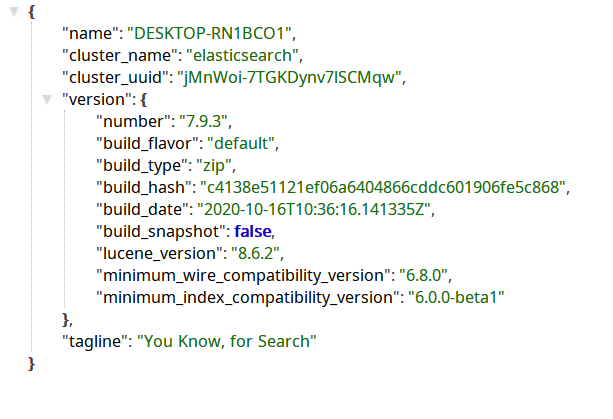 {
"name": "DESKTOP-RN1BCO1",
"cluster_name": "elasticsearch",
"cluster_uuid": "jMnWoi-7TGKDynv7lSCMqw",
"version": {
"number": "7.9.3",
"build_flavor": "default",
"build_type": "zip",
"build_hash": "c4138e51121ef06a6404866cddc601906fe5c868",
"build_date": "2020-10-16T10:36:16.141335Z",
"build_snapshot": false,
"lucene_version": "8.6.2",
"minimum_wire_compatibility_version": "6.8.0",
"minimum_index_compatibility_version": "6.0.0-beta1"
},
"tagline": "You Know, for Search"
}